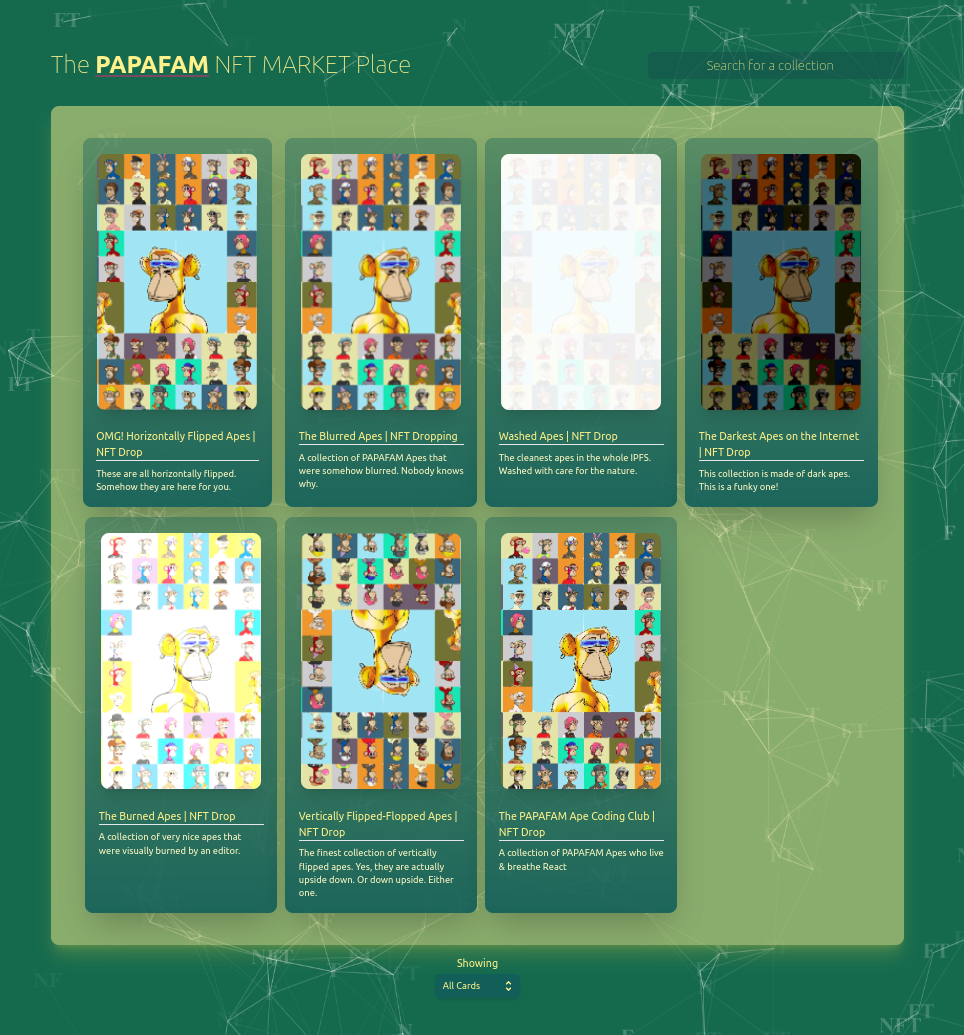 The PAPAFAM NFT MARKET Place
Search for a collection
OMG! Horizontally Flipped Apes |
NFT Drop
These are all horizontally flipped.
Somehow they are here for you.
The Blurred Apes | NFT Dropping
A collection of PAPAFAM Apes that
were somehow blurred. Nobody knows
why.
Washed Apes | NFT Drop
The cleanest apes in the whole IPFS.
Washed with care for the nature.
The Darkest Apes on the Internet
| NFT Drop
This collection is made of dark apes.
This is a funky one!
The Burned Apes | NFT Drop
A collection of very nice apes that
were visually burned by an editor.
Vertically Flipped-Flopped Apes |
NFT Drop
The finest collection of vertically
flipped apes. Yes, they are actually
upside down. Or down upside. Either
one.
The PAPAFAM Ape Coding Club |
NFT Drop
A collection of PAPAFAM Apes who live
& breathe React
Showing
All Cards